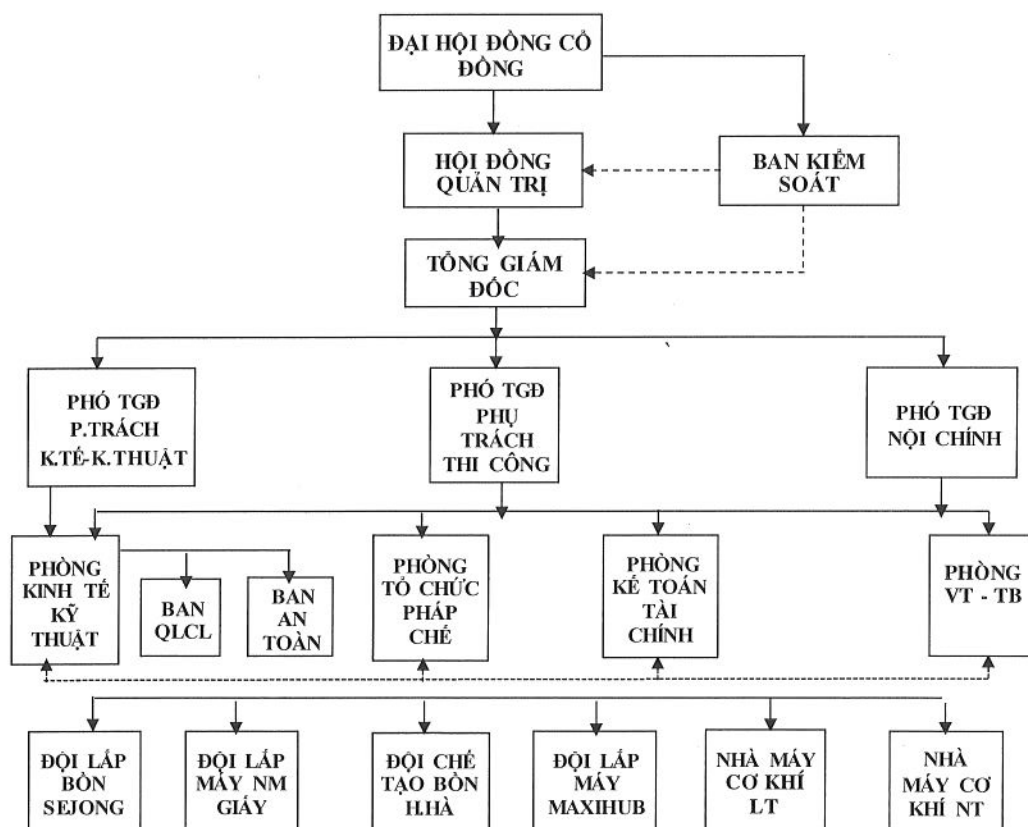 ĐẠI HỘI ĐỒNG CỔ
ĐÔNG
HỘI ĐỒNG
QUẢN TRỊ
BAN KIỂM
SOÁT
TỔNG GIÁM
ĐỐC
PHÓ TGĐ
P.TRÁCH
K.TẾ-K.THUẬT
PHÓ TGĐ
PHỤ
TRÁCH
THI CÔNG
PHÓ TGĐ
NỘI CHÍNH
PHÒNG
KINH TẾ
KỸ
THUẬT
BAN
QLCL
BAN
AN
TOÀN
PHÒNG
TỔ CHỨC
PHÁP
CHẾ
PHÒNG
KẾ TOÁN
TÀI
CHÍNH
PHÒNG
VT - TB
ĐỘI LẮP
BỒN
SEJONG
ĐỘI LẮP
MÁY NM
GIẤY
ĐỘI CHẾ
TẠO BỒN
H.HÀ
ĐỘI LẮP
MÁY
MAXIHUB
NHÀ MÁY
CƠ KHÍ
LT
NHÀ
MÁY CƠ
KHÍ NT